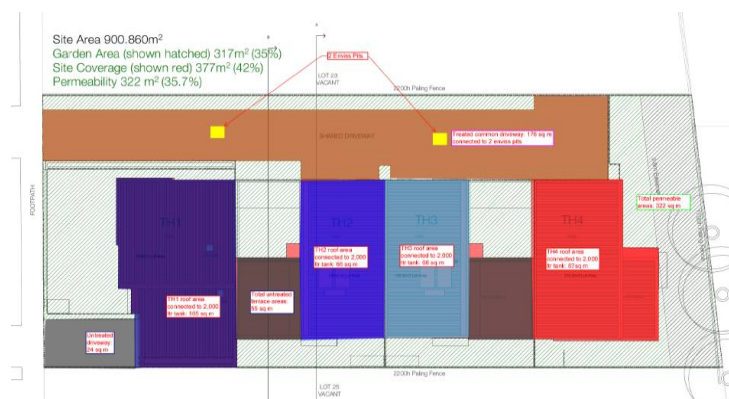 Site Area 900.860m²
Garden Area (shown hatched) 317m² (35%)
Site Coverage (shown red) 377m² (42%)
Permeability 322 m² (35.7%)
2 Enviss Pits
LOT 23
VACANT
2200h Paling Fence
SHARED DRIVEWAY
Treated common driveway: 176 sq m
connected to 2 enviss pits
FOOTPATH
Total permeable
areas: 322 sq m
TH1
TH2
TH3
TH4
TH2 roof area
connected to 2,000
ltr tank: 66 sq m
TH3 roof area
connected to 2,000
ltr tank: 66 sq m
TH4 roof area
connected to 2,000
ltr tank: 87sq m
TH1 roof area
connected to 2,000
ltr tank: 105 sq m
Total untreated
terrace areas:
55 sq m
Untreated
driveway
24 sq m
2200h Paling Fence
LOT 25
VACANT